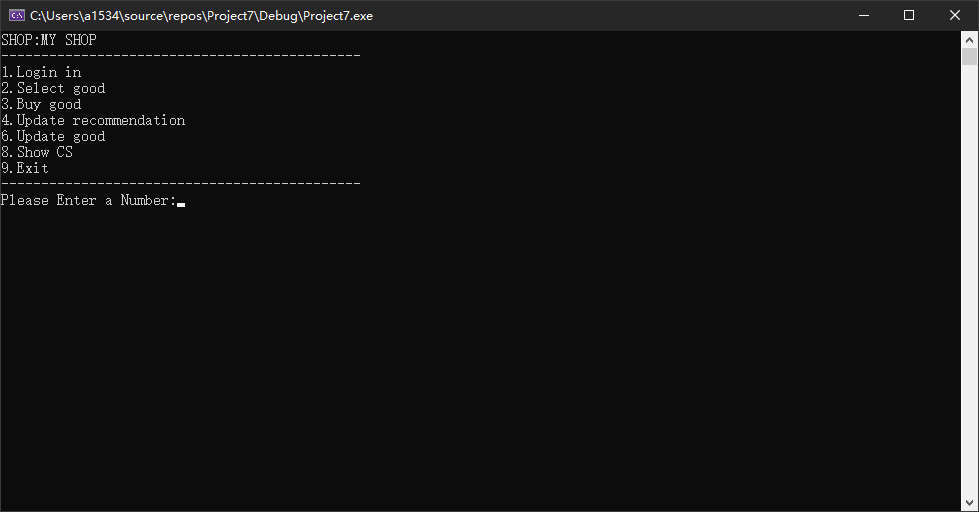 C:\Users\a1534\source\repos\Project7\Debug\Project7.exe
SHOP:MY SHOP
---------------------------------------------
1.Login in
2.Select good
3.Buy good
4.Update recommendation
6.Update good
8.Show CS
9.Exit
---------------------------------------------
Please Enter a Number: